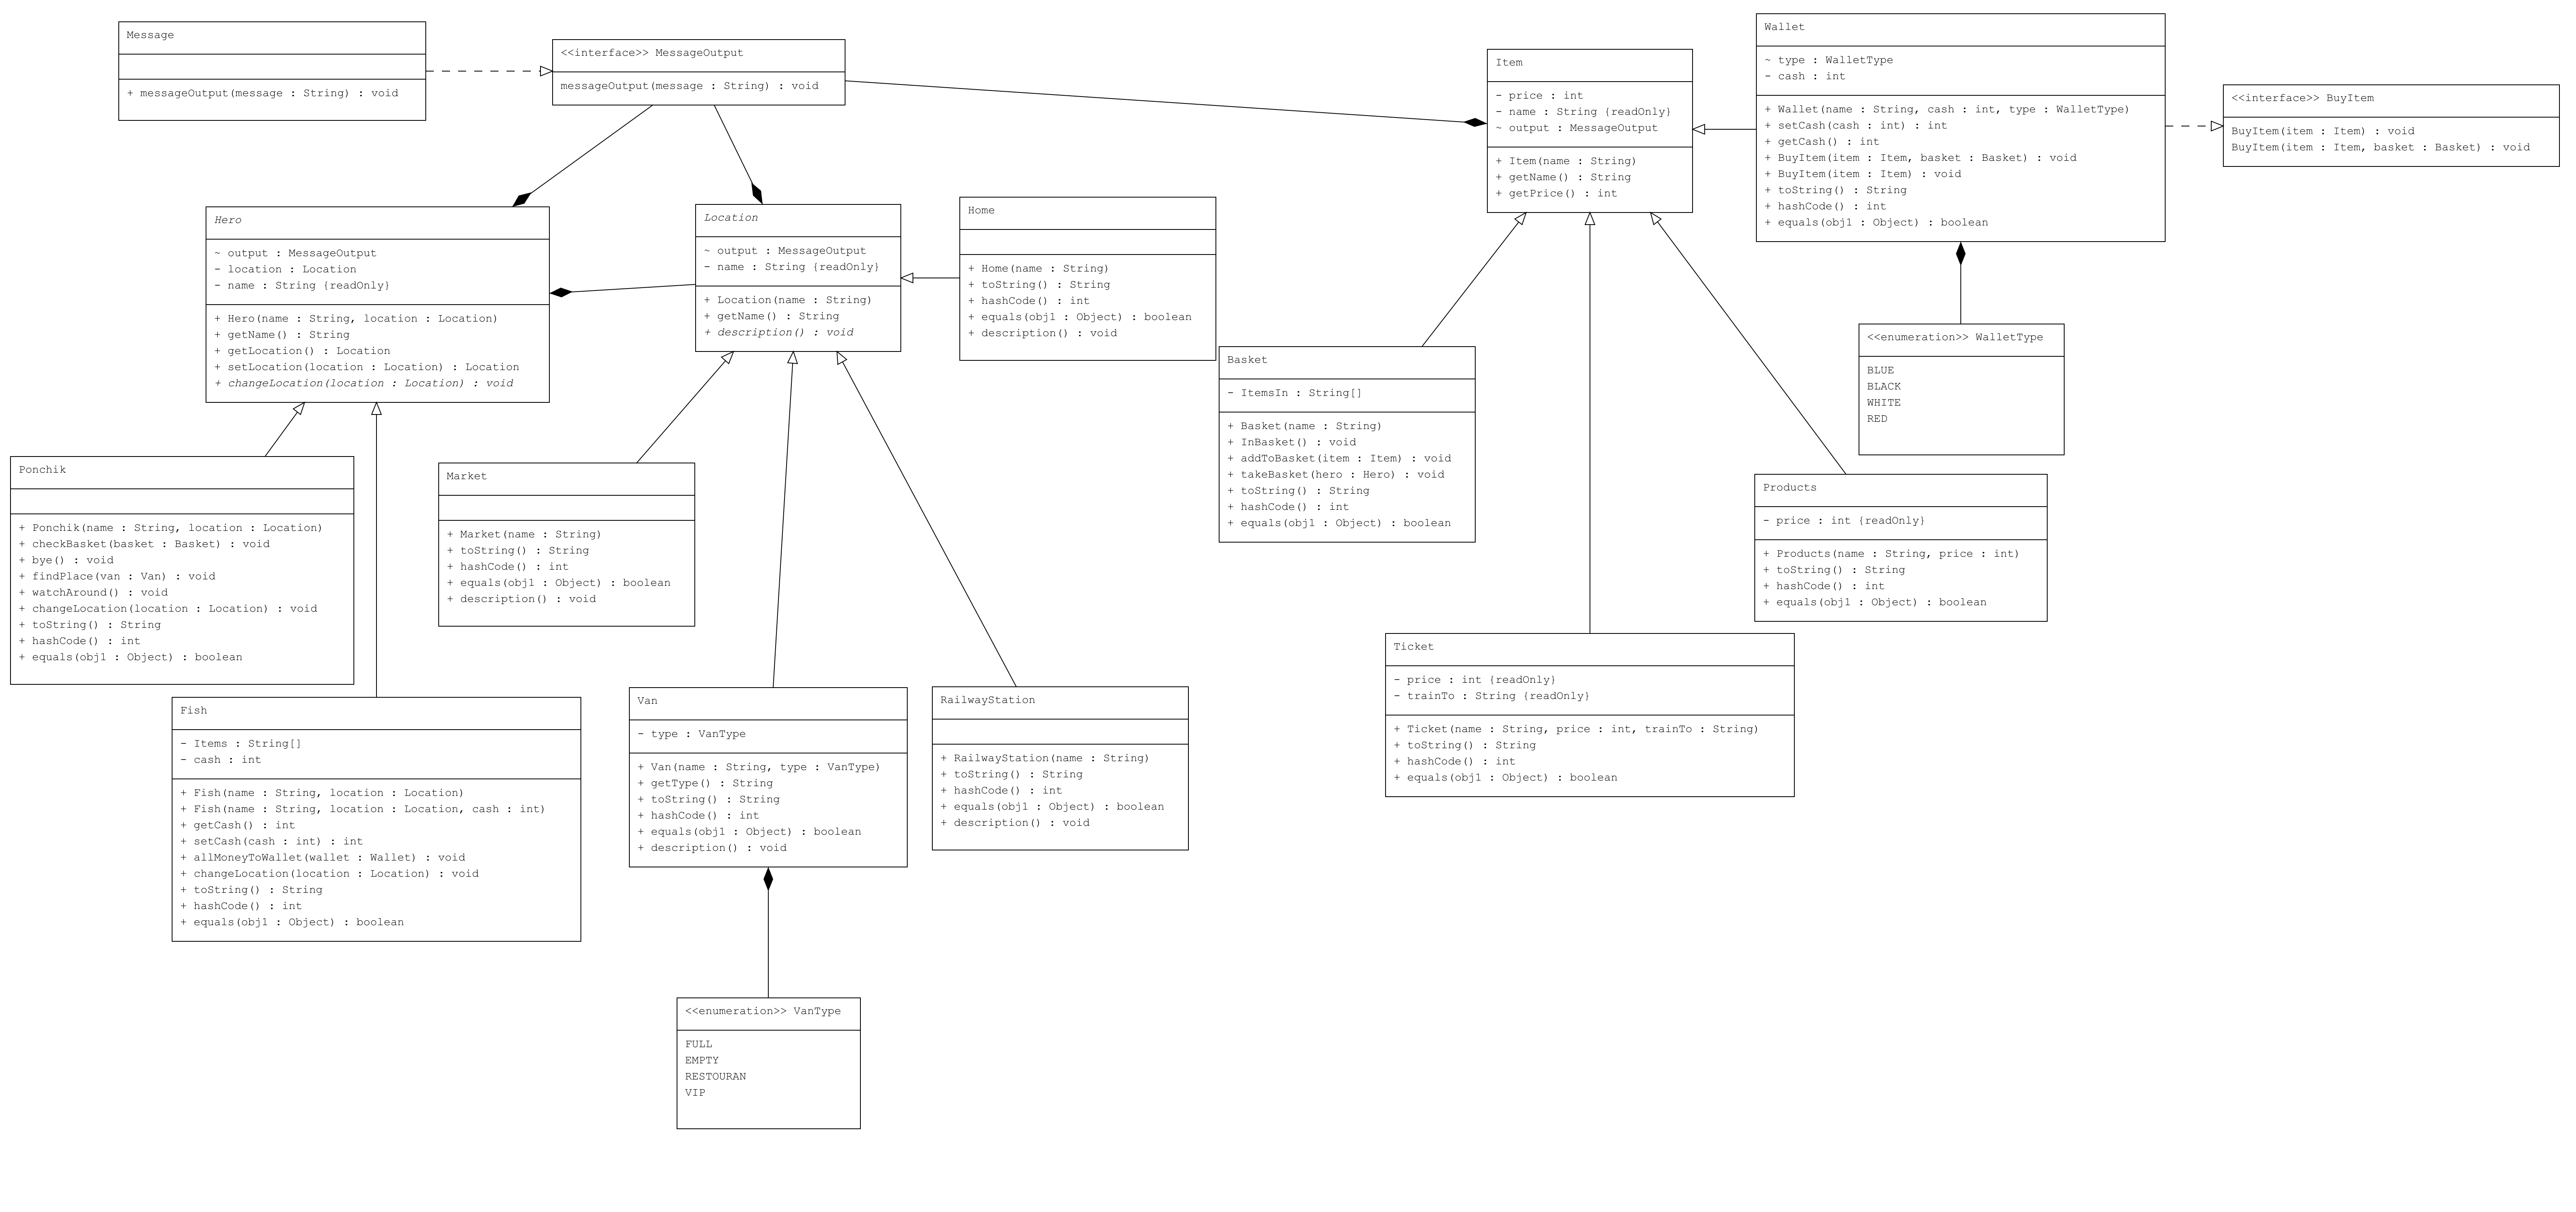 Message
+ messageOutput(message : String) : void
<<interface>> MessageOutput
messageOutput(message : String) : void
Item
- price : int
- name : String {readOnly}
~ output : MessageOutput
+ Item(name : String)
+ getName() : String
+ getPrice() : int
Wallet
~ type : WalletType
- cash : int
+ Wallet(name : String, cash : int, type : WalletType)
+ setCash(cash : int) : int
+ getCash() : int
+ BuyItem(item : Item, basket : Basket) : void
+ BuyItem(item : Item) : void
+ toString() : String
+ hashCode() : int
+ equals(obj1 : Object) : boolean
<<interface>> BuyItem
BuyItem(item : Item) : void
BuyItem(item : Item, basket : Basket) : void
Hero
~ output : MessageOutput
- location : Location
- name : String {readOnly}
+ Hero(name : String, location : Location)
+ getName() : String
+ getLocation() : Location
+ setLocation(location : Location) : Location
+ changeLocation(location : Location) : void
Location
~ output : MessageOutput
- name : String {readOnly}
+ Location(name : String)
+ getName() : String
+ description() : void
Home
+ Home(name : String)
+ toString() : String
+ hashCode() : int
+ equals(obj1 : Object) : boolean
+ description() : void
Basket
- ItemsIn : String[]
+ Basket(name : String)
+ InBasket() : void
+ addToBasket(item : Item) : void
+ takeBasket(hero : Hero) : void
+ toString() : String
+ hashCode() : int
+ equals(obj1 : Object) : boolean
<<enumeration>> WalletType
BLUE
BLACK
WHITE
RED
Ponchik
+ Ponchik(name : String, location : Location)
+ checkBasket(basket : Basket) : void
+ bye() : void
+ findPlace(van : Van) : void
+ watchAround() : void
+ changeLocation(location : Location) : void
+ toString() : String
+ hashCode() : int
+ equals(obj1 : Object) : boolean
Market
+ Market(name : String)
+ toString() : String
+ hashCode() : int
+ equals(obj1 : Object) : boolean
+ description() : void
Products
- price : int {readOnly}
+ Products(name : String, price : int)
+ toString() : String
+ hashCode() : int
+ equals(obj1 : Object) : boolean
Ticket
- price : int {readOnly}
- trainTo : String {readOnly}
+ Ticket(name : String, price : int, trainTo : String)
+ toString() : String
+ hashCode() : int
+ equals(obj1 : Object) : boolean
Fish
- Items : String[]
- cash : int
+ Fish(name : String, location : Location)
+ Fish(name : String, location : Location, cash : int)
+ getCash() : int
+ setCash(cash : int) : int
+ allMoneyToWallet(wallet : Wallet) : void
+ changeLocation(location : Location) : void
+ toString() : String
+ hashCode() : int
+ equals(obj1 : Object) : boolean
Van
- type : VanType
+ Van(name : String, type : VanType)
+ getType() : String
+ toString() : String
+ hashCode() : int
+ equals(obj1 : Object) : boolean
+ description() : void
RailwayStation
+ RailwayStation(name : String)
+ toString() : String
+ hashCode() : int
+ equals(obj1 : Object) : boolean
+ description() : void
<<enumeration>> VanType
FULL
EMPTY
RESTOURAN
VIP